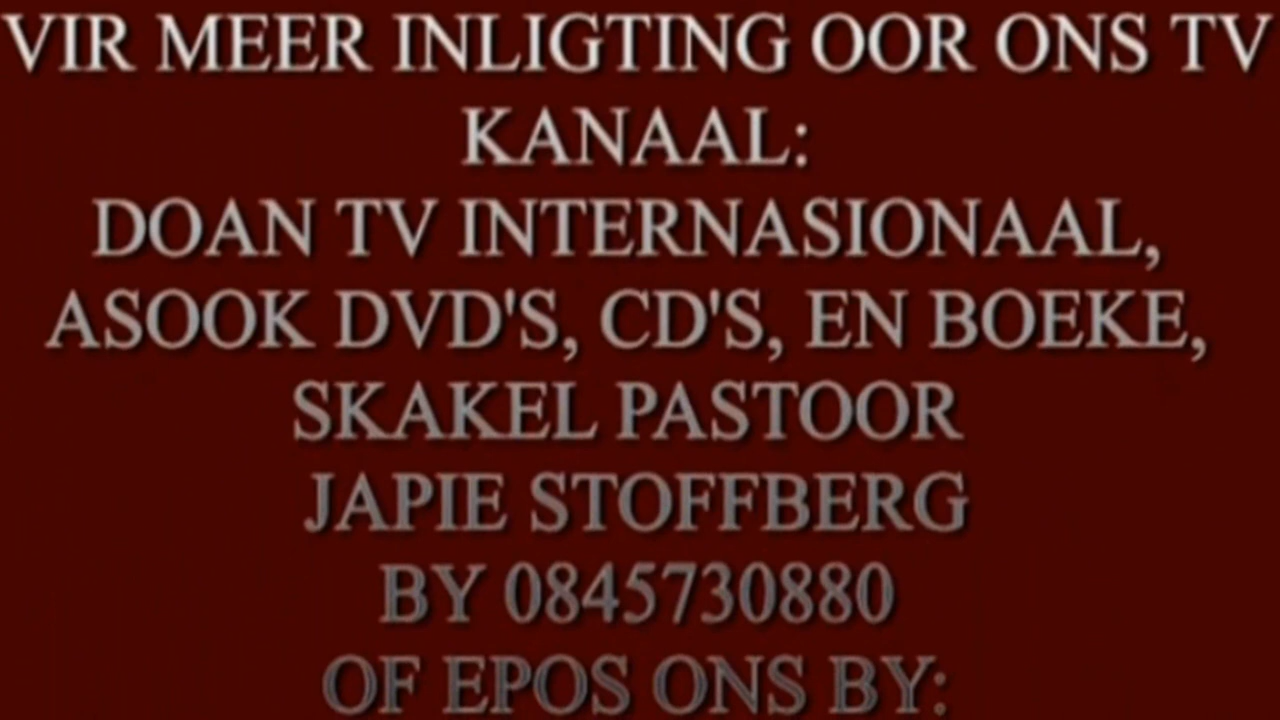 VIR MEER INLIGTING OOR ONS TV
KANAAL:
DOAN TV INTERNASIONAAL,
ASOOK DVD'S, CD'S, EN BOEKE,
SKAKEL PASTOOR
JAPIE STOFFBERG
BY 0845730880
OF EPOS ONS BY: